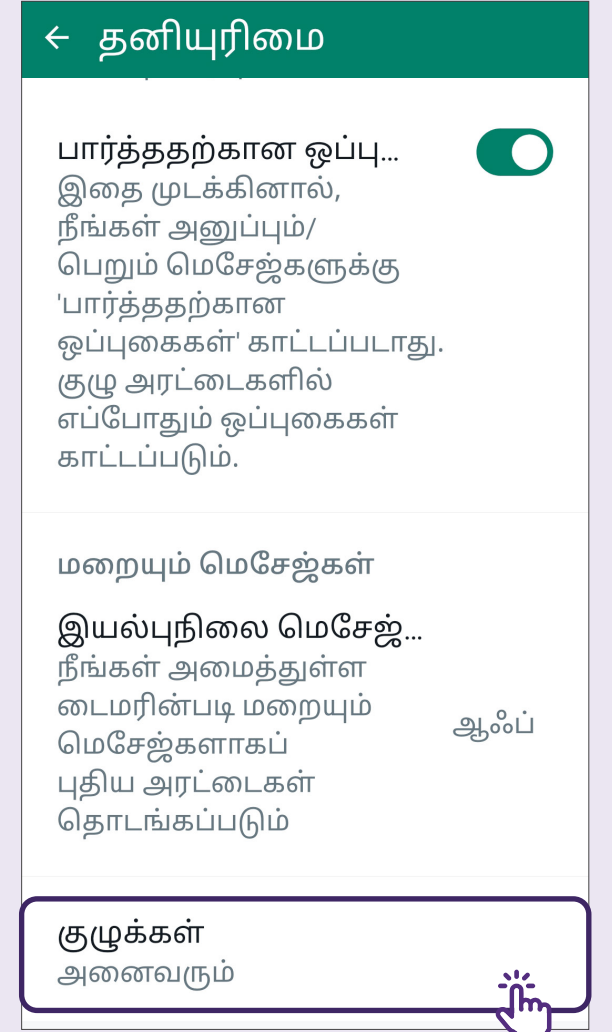 தனியுரிமை
பார்த்ததற்கான ஒப்பு...
இதை முடக்கினால்,
நீங்கள் அனுப்பும்/
பெறும் மெசேஜ்களுக்கு
'பார்த்ததற்கான
ஒப்புகைகள்' காட்டப்படாது.
குழு அரட்டைகளில்
எப்போதும் ஒப்புகைகள்
காட்டப்படும்.
மறையும் மெசேஜ்கள்
இயல்புநிலை மெசேஜ்...
நீங்கள் அமைத்துள்ள
டைமரின்படி மறையும்
மெசேஜ்களாகப்
புதிய அரட்டைகள்
தொடங்கப்படும்
ஆஃப்
குழுக்கள்
அனைவரும்